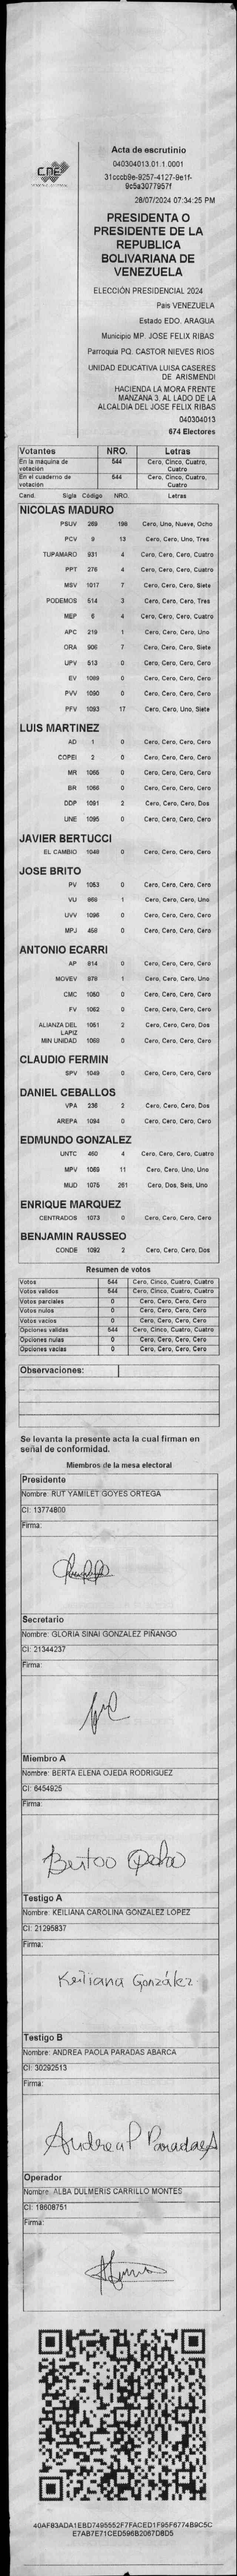 CNE
Acta de escrutinio
040304013.01.1.0001
31cccb9e-9257-4127-9e1f-
9c5a3077957f
28/07/2024 07:34:25 PM
PRESIDENTA O
PRESIDENTE DE LA
REPUBLICA
BOLIVARIANA DE
VENEZUELA
ELECCIÓN PRESIDENCIAL 2024
Pais VENEZUELA
Estado EDO. ARAGUA
Municipio MP. JOSE FELIX RIBAS
Parroquia PQ. CASTOR NIEVES RIOS
UNIDAD EDUCATIVA LUISA CASERES
DE ARISMENDI
HACIENDA LA MORA FRENTE
MANZANA 3. AL LADO DE LA
ALCALDIA DEL JOSE FELIX RIBAS
040304013
674 Electores
Votantes NRO. Letras
En la máquina de votación 544 Cero, Cinco, Cuatro, Cuatro
En el cuaderno de votación 544 Cero, Cinco, Cuatro, Cuatro
Cand. Sigla Código NRO. Letras
NICOLAS MADURO
PSUV 269 198 Cero, Uno, Nueve, Ocho
PCV 9 13 Cero, Cero, Uno, Tres
TUPAMARO 931 4 Cero, Cero, Cero, Cuatro
PPT 276 4 Cero, Cero, Cero, Cuatro
MSV 1017 7 Cero, Cero, Cero, Siete
PODEMOS 514 3 Cero, Cero, Cero, Tres
MEP 6 4 Cero, Cero, Cero, Cuatro
APC 219 1 Cero, Cero, Cero, Uno
ORA 906 7 Cero, Cero, Cero, Siete
UPV 513 0 Cero, Cero, Cero, Cero
EV 1089 0 Cero, Cero, Cero, Cero
PVV 1090 0 Cero, Cero, Cero, Cero
PFV 1093 17 Cero, Cero, Uno, Siete
LUIS MARTINEZ
AD 1 0 Cero, Cero, Cero, Cero
COPEI 2 0 Cero, Cero, Cero, Cero
MR 1056 0 Cero, Cero, Cero, Cero
BR 1066 0 Cero, Cero, Cero, Cero
DDP 1091 2 Cero, Cero, Cero, Dos
UNE 1095 0 Cero, Cero, Cero, Cero
JAVIER BERTUCCI
EL CAMBIO 1048 0 Cero, Cero, Cero, Cero
JOSE BRITO
PV 1053 0 Cero, Cero, Cero, Cero
VU 868 1 Cero, Cero, Cero, Uno
UVV 1096 0 Cero, Cero, Cero, Cero
MPJ 458 0 Cero, Cero, Cero, Cero
ANTONIO ECARRI
AP 814 0 Cero, Cero, Cero, Cero
MOVEV 979 1 Cero, Cero, Cero, Uno
CMC 1050 0 Cero, Cero, Cero, Cero
FV 1062 0 Cero, Cero, Cero, Cero
ALIANZA DEL LAPIZ 1051 2 Cero, Cero, Cero, Dos
MIN UNIDAD 1068 0 Cero, Cero, Cero, Cero
CLAUDIO FERMIN
SPV 1049 0 Cero, Cero, Cero, Cero
DANIEL CEBALLOS
VPA 236 2 Cero, Cero, Cero, Dos
AREPA 1094 0 Cero, Cero, Cero, Cero
EDMUNDO GONZALEZ
UNTC 460 4 Cero, Cero, Cero, Cuatro
MPV 1069 11 Cero, Cero, Uno, Uno
MUD 1075 261 Cero, Dos, Seis, Uno
ENRIQUE MARQUEZ
CENTRADOS 1073 0 Cero, Cero, Cero, Cero
BENJAMIN RAUSSEO
CONDE 1092 2 Cero, Cero, Cero, Dos
Resumen de votos
Votos 544 Cero, Cinco, Cuatro, Cuatro
Votos validos 544 Cero, Cinco, Cuatro, Cuatro
Votos parciales 0 Cero, Cero, Cero, Cero
Votos nulos 0 Cero, Cero, Cero, Cero
Votos vacios 0 Cero, Cero, Cero, Cero
Opciones validas 544 Cero, Cinco, Cuatro, Cuatro
Opciones nulas 0 Cero, Cero, Cero, Cero
Opciones vacias 0 Cero, Cero, Cero, Cero
Observaciones:
Se levanta la presente acta la cual firman en
señal de conformidad.
Miembros de la mesa electoral
Presidente
Nombre: RUT YAMILET GOYES ORTEGA
CI: 13774800
Firma:
Secretario
Nombre: GLORIA SINAI GONZALEZ PIÑANGO
CI: 21344237
Firma:
Miembro A
Nombre: BERTA ELENA OJEDA RODRIGUEZ
CI: 6454925
Firma:
Testigo A
Nombre: KEILIANA CAROLINA GONZALEZ LOPEZ
CI: 21295837
Firma:
Keiliana González
Testigo B
Nombre: ANDREA PAOLA PARADAS ABARCA
CI: 30292513
Firma:
Andrea P Paradas A
Operador
Nombre: ALBA DULMERIS CARRILLO MONTES
CI: 18608751
Firma:
40AF83ADA1EBD7495552F7FACED1F95F6774B9C5C
E7AB7E71CED596B2067D8D5